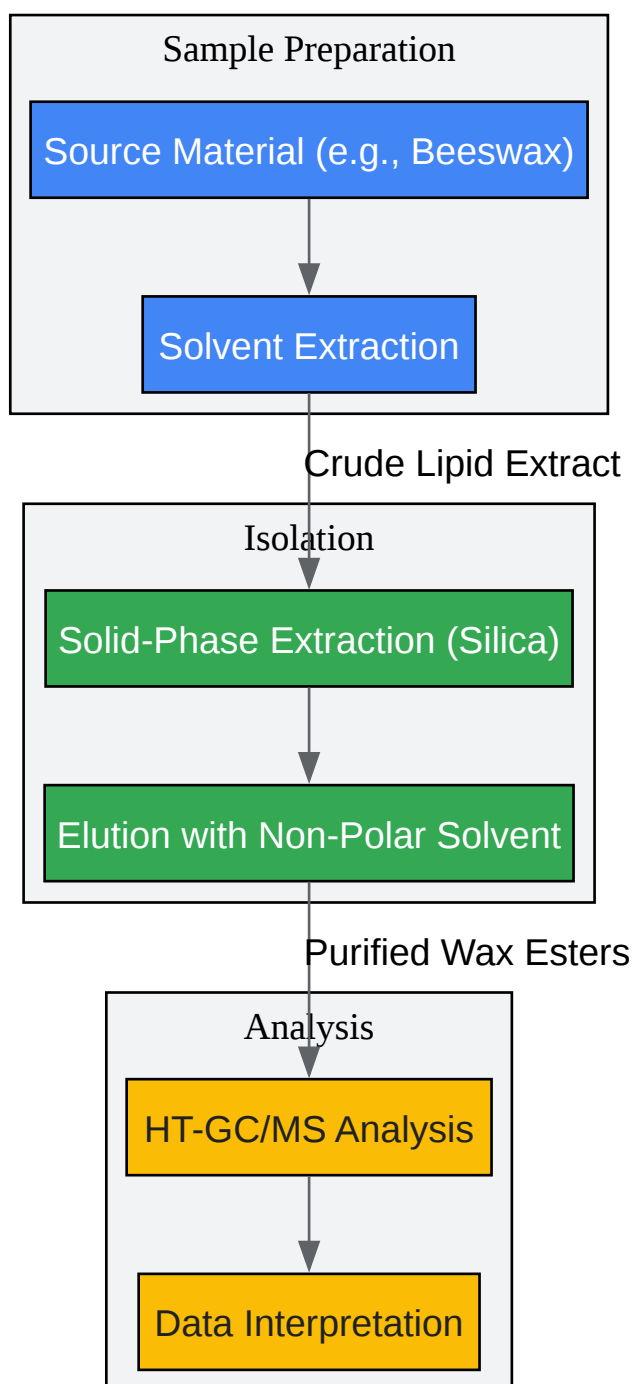 Sample Preparation
Source Material (e.g., Beeswax)
Solvent Extraction
Crude Lipid Extract
Isolation
Solid-Phase Extraction (Silica)
Elution with Non-Polar Solvent
Purified Wax Esters
Analysis
HT-GC/MS Analysis
Data Interpretation